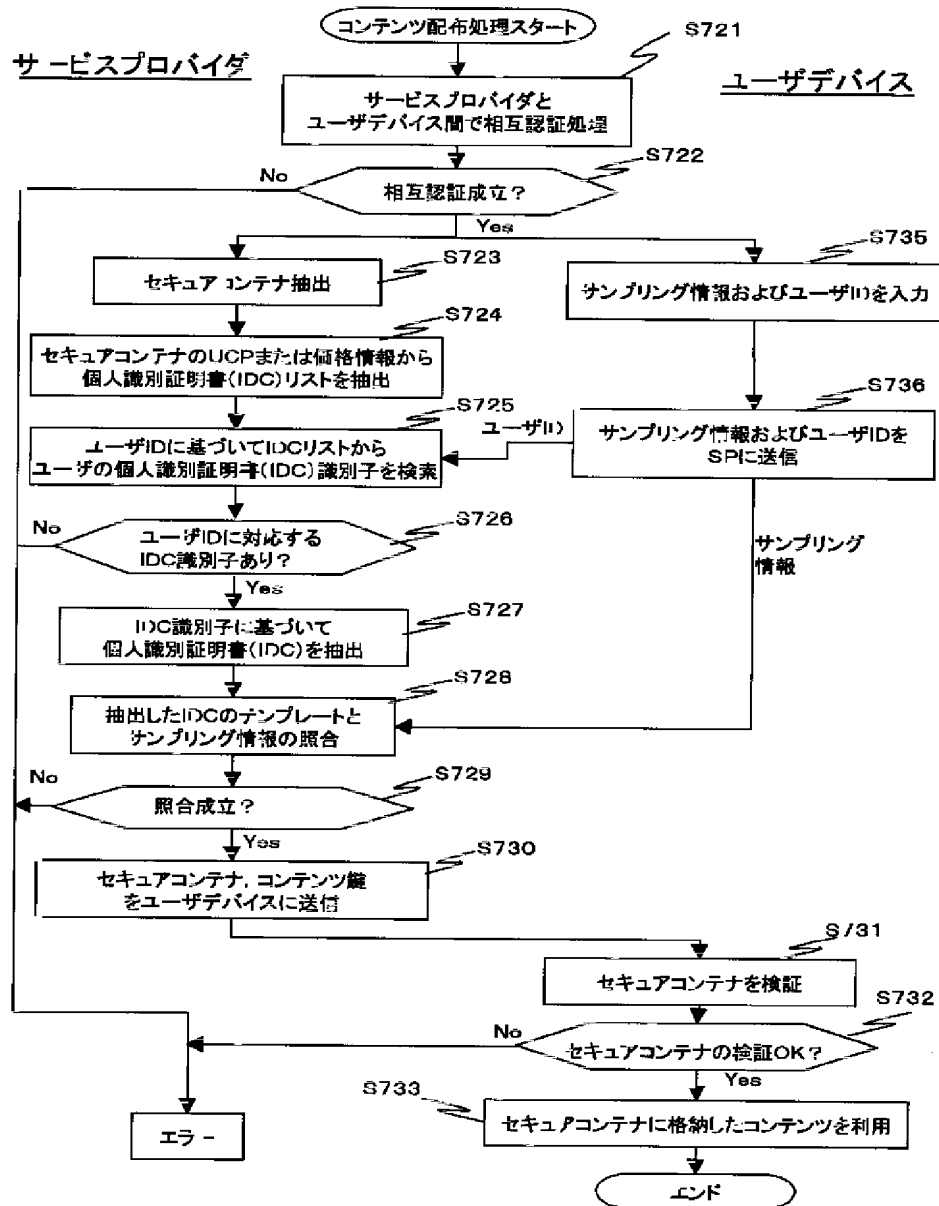 コンテンツ配布処理スタート
S721
サービスプロバイダ
ユーザデバイス
サービスプロバイダと
ユーザデバイス間で相互認証処理
S722
No
相互認証成立？
Yes
S735
S723
セキュアコンテナ抽出
サンプリング情報およびユーザIDを入力
S724
セキュアコンテナのUCPまたは価格情報から
個人識別証明書(IDC)リストを抽出
S736
S725
ユーザID
サンプリング情報およびユーザIDを
SPに送信
ユーザIDに基づいてIDCリストから
ユーザの個人識別証明書(IDC)識別子を検索
S726
No
ユーザIDに対応する
IDC識別子あり？
サンプリング
情報
Yes
S727
IDC識別子に基づいて
個人識別証明書(IDC)を抽出
S728
抽出したIDCのテンプレートと
サンプリング情報の照合
S729
No
照合成立？
Yes
S730
セキュアコンテナ，コンテンツ鍵
をユーザデバイスに送信
S731
セキュアコンテナを検証
S732
No
セキュアコンテナの検証OK？
Yes
S733
エラー
セキュアコンテナに格納したコンテンツを利用
エンド